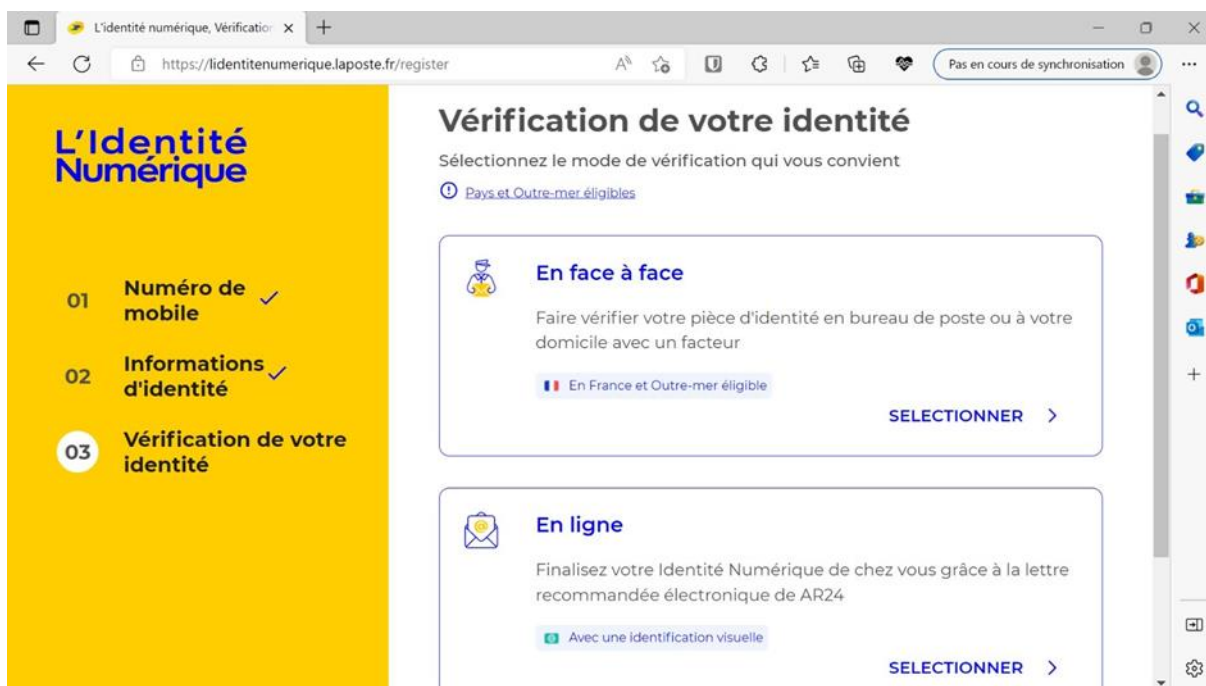 L'identité numérique, Vérification
https://lidentitenumerique.laposte.fr/register
Pas en cours de synchronisation
L'Identité
Numérique
01
Numéro de
mobile
02
Informations
d'identité
03
Vérification de votre
identité
Vérification de votre identité
Sélectionnez le mode de vérification qui vous convient
Pays et Outre-mer éligibles
En face à face
Faire vérifier votre pièce d'identité en bureau de poste ou à votre
domicile avec un facteur
En France et Outre-mer éligible
SELECTIONNER >
En ligne
Finalisez votre Identité Numérique de chez vous grâce à la lettre
recommandée électronique de AR24
Avec une identification visuelle
SELECTIONNER >